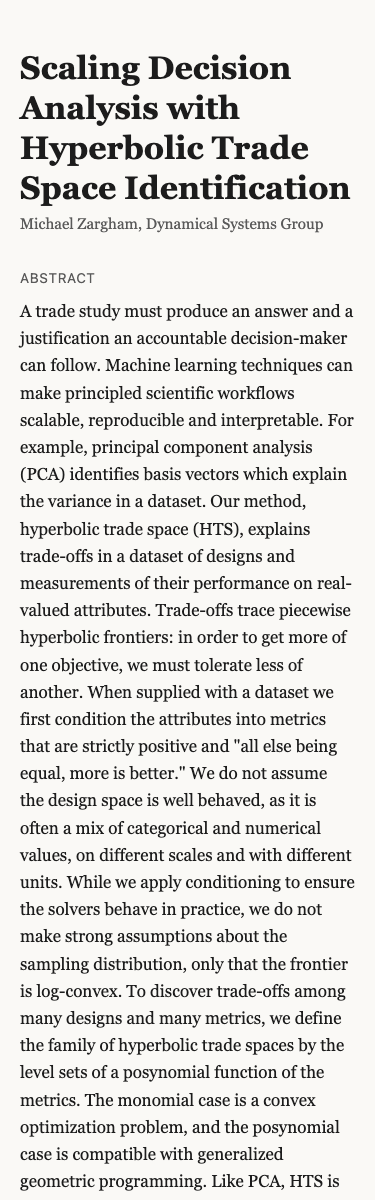 Scaling Decision
Analysis with
Hyperbolic Trade
Space Identification
Michael Zargham, Dynamical Systems Group
ABSTRACT
A trade study must produce an answer and a
justification an accountable decision-maker
can follow. Machine learning techniques can
make principled scientific workflows
scalable, reproducible and interpretable. For
example, principal component analysis
(PCA) identifies basis vectors which explain
the variance in a dataset. Our method,
hyperbolic trade space (HTS), explains
trade-offs in a dataset of designs and
measurements of their performance on real-
valued attributes. Trade-offs trace piecewise
hyperbolic frontiers: in order to get more of
one objective, we must tolerate less of
another. When supplied with a dataset we
first condition the attributes into metrics
that are strictly positive and "all else being
equal, more is better." We do not assume
the design space is well behaved, as it is
often a mix of categorical and numerical
values, on different scales and with different
units. While we apply conditioning to ensure
the solvers behave in practice, we do not
make strong assumptions about the
sampling distribution, only that the frontier
is log-convex. To discover trade-offs among
many designs and many metrics, we define
the family of hyperbolic trade spaces by the
level sets of a posynomial function of the
metrics. The monomial case is a convex
optimization problem, and the posynomial
case is compatible with generalized
geometric programming. Like PCA, HTS is